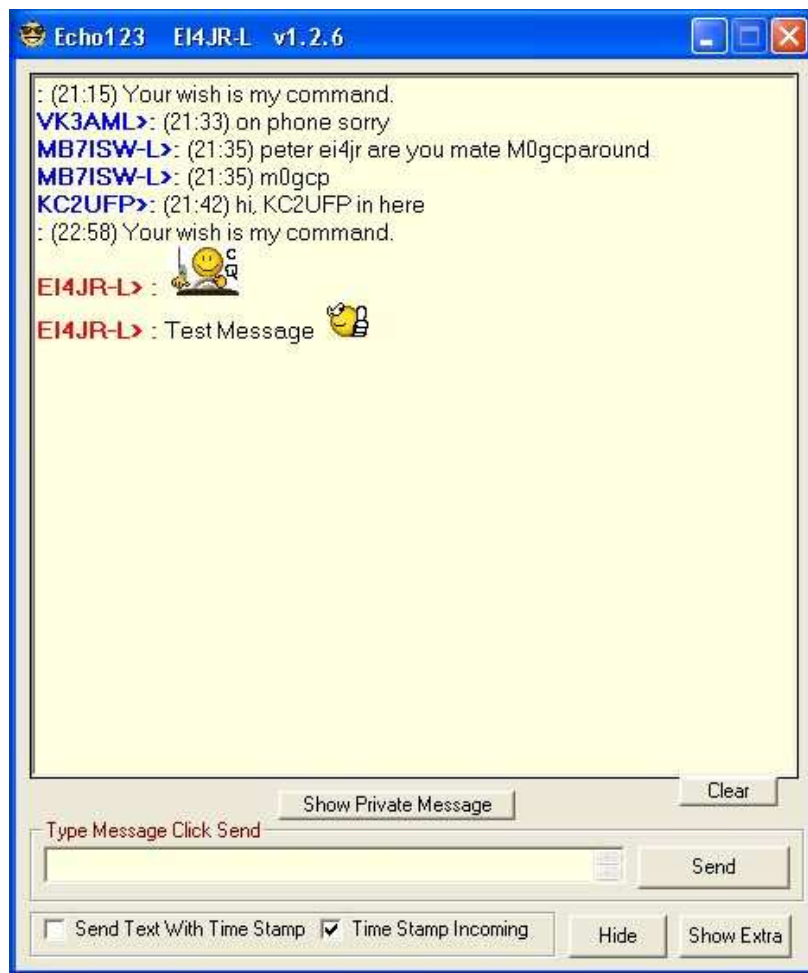 Echo123 EI4JR-L v1.2.6
: (21:15) Your wish is my command.
VK3AML>: (21:33) on phone sorry
MB7ISW-L>: (21:35) peter ei4jr are you mate M0gcparound
MB7ISW-L>: (21:35) m0gcp
KC2UFP>: (21:42) hi, KC2UFP in here
: (22:58) Your wish is my command.
EI4JR-L> : CQ
EI4JR-L> : Test Message
Show Private Message
Clear
Type Message Click Send
Send
Send Text With Time Stamp
Time Stamp Incoming
Hide
Show Extra